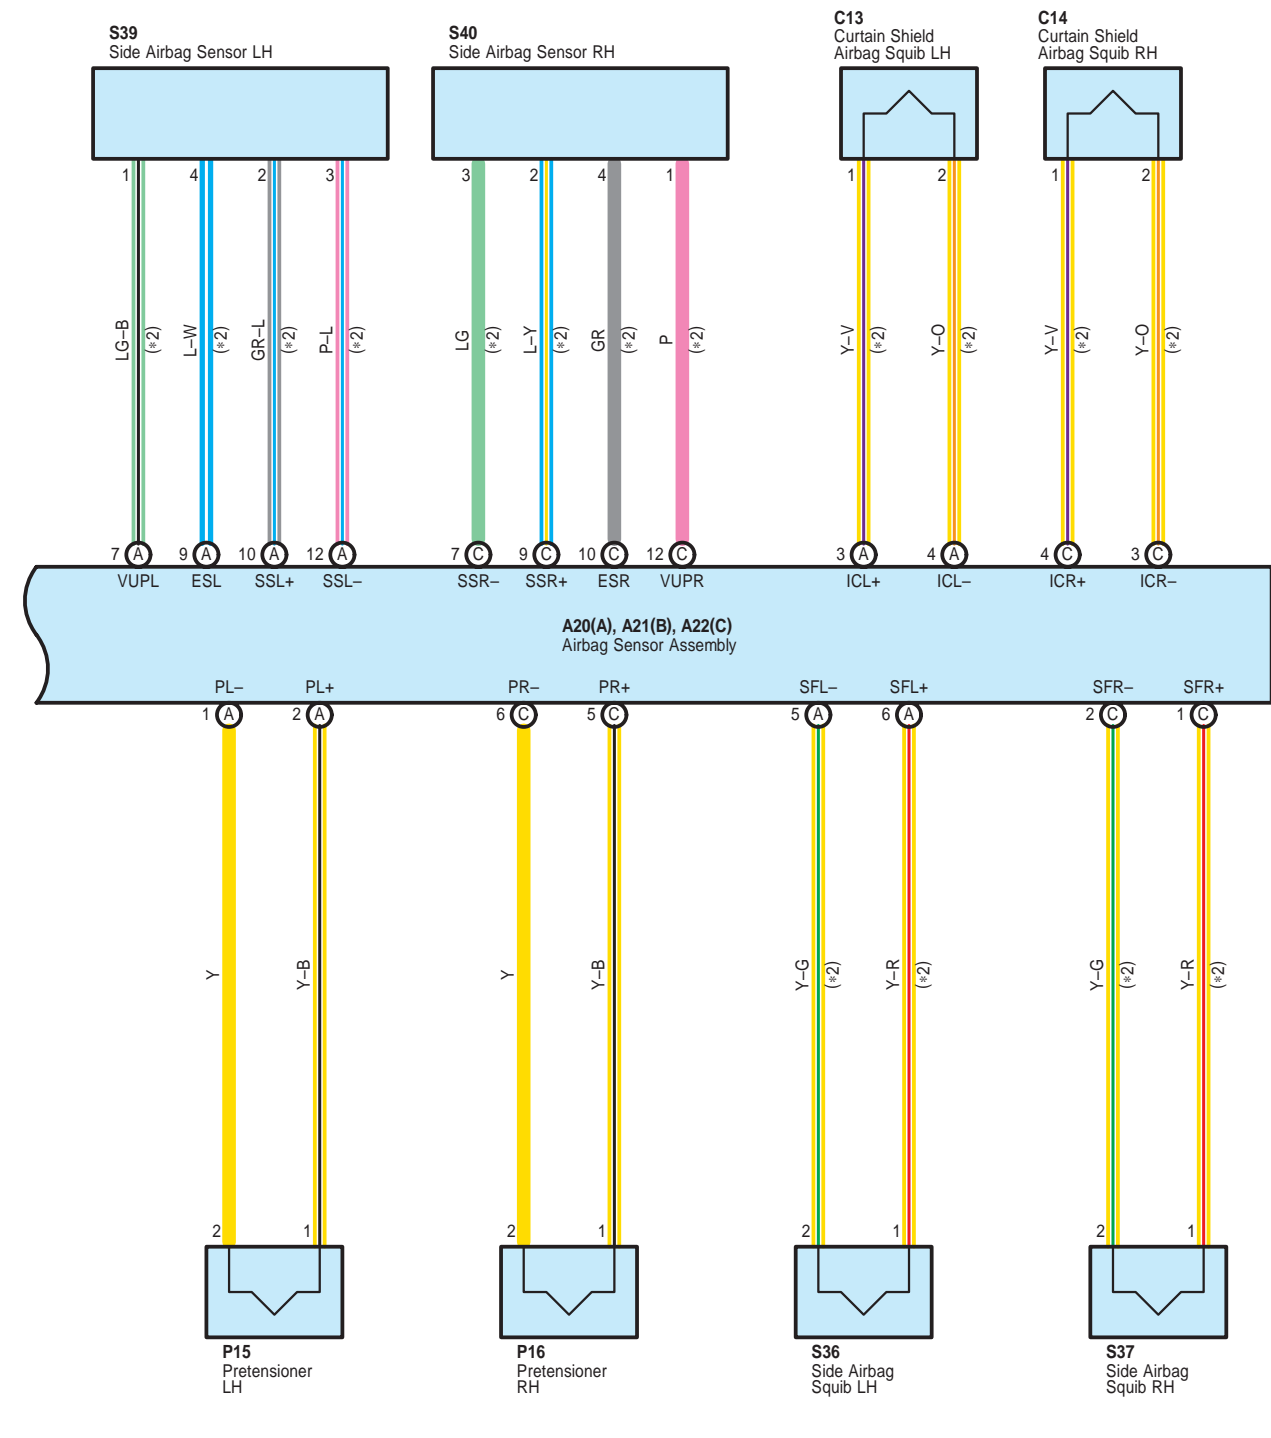 S39
Side Airbag Sensor LH
S40
Side Airbag Sensor RH
C13
Curtain Shield
Airbag Squib LH
C14
Curtain Shield
Airbag Squib RH
1 4 2 3 3 2 4 1 1 2 1 2
LG–B (*2) L–W (*2) GR–L (*2) P–L (*2) LG (*2) L–Y (*2) GR (*2) P (*2) Y–V (*2) Y–O (*2) Y–V (*2) Y–O (*2)
7 A 9 A 10 A 12 A 7 C 9 C 10 C 12 C 3 A 4 A 4 C 3 C
VUPL ESL SSL+ SSL– SSR– SSR+ ESR VUPR ICL+ ICL– ICR+ ICR–
A20(A), A21(B), A22(C)
Airbag Sensor Assembly
PL– PL+ PR– PR+ SFL– SFL+ SFR– SFR+
1 A 2 A 6 C 5 C 5 A 6 A 2 C 1 C
Y Y–B Y Y–B Y–G (*2) Y–R (*2) Y–G (*2) Y–R (*2)
2 1 2 1 2 1 2 1
P15
Pretensioner
LH
P16
Pretensioner
RH
S36
Side Airbag
Squib LH
S37
Side Airbag
Squib RH